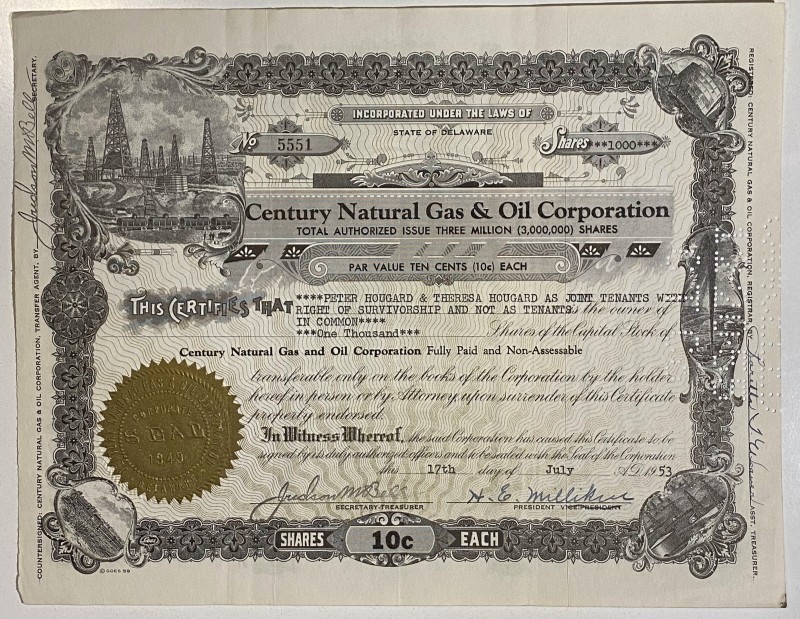 INCORPORATED UNDER THE LAWS OF
STATE OF DELAWARE
No 5551
Shares ***1000***
Century Natural Gas & Oil Corporation
TOTAL AUTHORIZED ISSUE THREE MILLION (3,000,000) SHARES
PAR VALUE TEN CENTS (10c) EACH
THIS CERTIFIES THAT ****PETER HOUGARD & THERESA HOUGARD AS JOINT TENANTS WITH
RIGHT OF SURVIVORSHIP AND NOT AS TENANTS is the owner of
IN COMMON****
***One Thousand*** Shares of the Capital Stock of
Century Natural Gas and Oil Corporation Fully Paid and Non-Assessable
transferable only on the books of the Corporation by the holder
hereof in person or by Attorney, upon surrender of this Certificate
properly endorsed.
In Witness Whereof, the said Corporation has caused this Certificate to be
signed by its duly authorized officers and to be sealed with the Seal of the Corporation
this 17th day of July A.D. 1953
Judson M Bell
SECRETARY-TREASURER
H. E. Milliken
PRESIDENT VICE-PRESIDENT
SHARES 10c EACH
© GOES 99
CORPORATE
SEAL
1949
COUNTERSIGNED: CENTURY NATURAL GAS & OIL CORPORATION, TRANSFER AGENT, BY Judson M Bell SECRETARY.
REGISTERED: CENTURY NATURAL GAS & OIL CORPORATION, REGISTRAR, BY ASST. TREASURER.